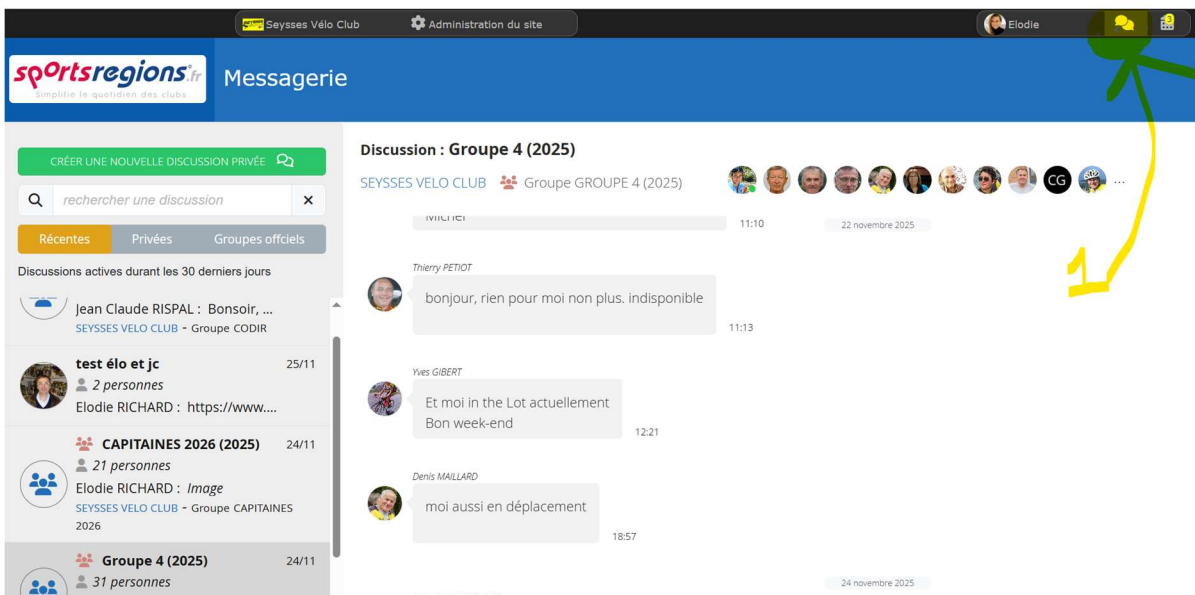 Seysses Vélo Club
Administration du site
Elodie
3
sportsregions.fr
Simplifie le quotidien des clubs
Messagerie
1
CRÉER UNE NOUVELLE DISCUSSION PRIVÉE
rechercher une discussion
Récentes
Privées
Groupes offciels
Discussions actives durant les 30 derniers jours
Jean Claude RISPAL : Bonsoir, ...
SEYSSES VELO CLUB - Groupe CODIR
test élo et jc 25/11
2 personnes
Elodie RICHARD : https://www....
CAPITAINES 2026 (2025) 24/11
21 personnes
Elodie RICHARD : Image
SEYSSES VELO CLUB - Groupe CAPITAINES
2026
Groupe 4 (2025) 24/11
31 personnes
Discussion : Groupe 4 (2025)
SEYSSES VELO CLUB Groupe GROUPE 4 (2025)
CG
...
Michel
11:10
22 novembre 2025
Thierry PETIOT
bonjour, rien pour moi non plus. indisponible
11:13
Yves GIBERT
Et moi in the Lot actuellement
Bon week-end
12:21
Denis MAILLARD
moi aussi en déplacement
18:57
24 novembre 2025